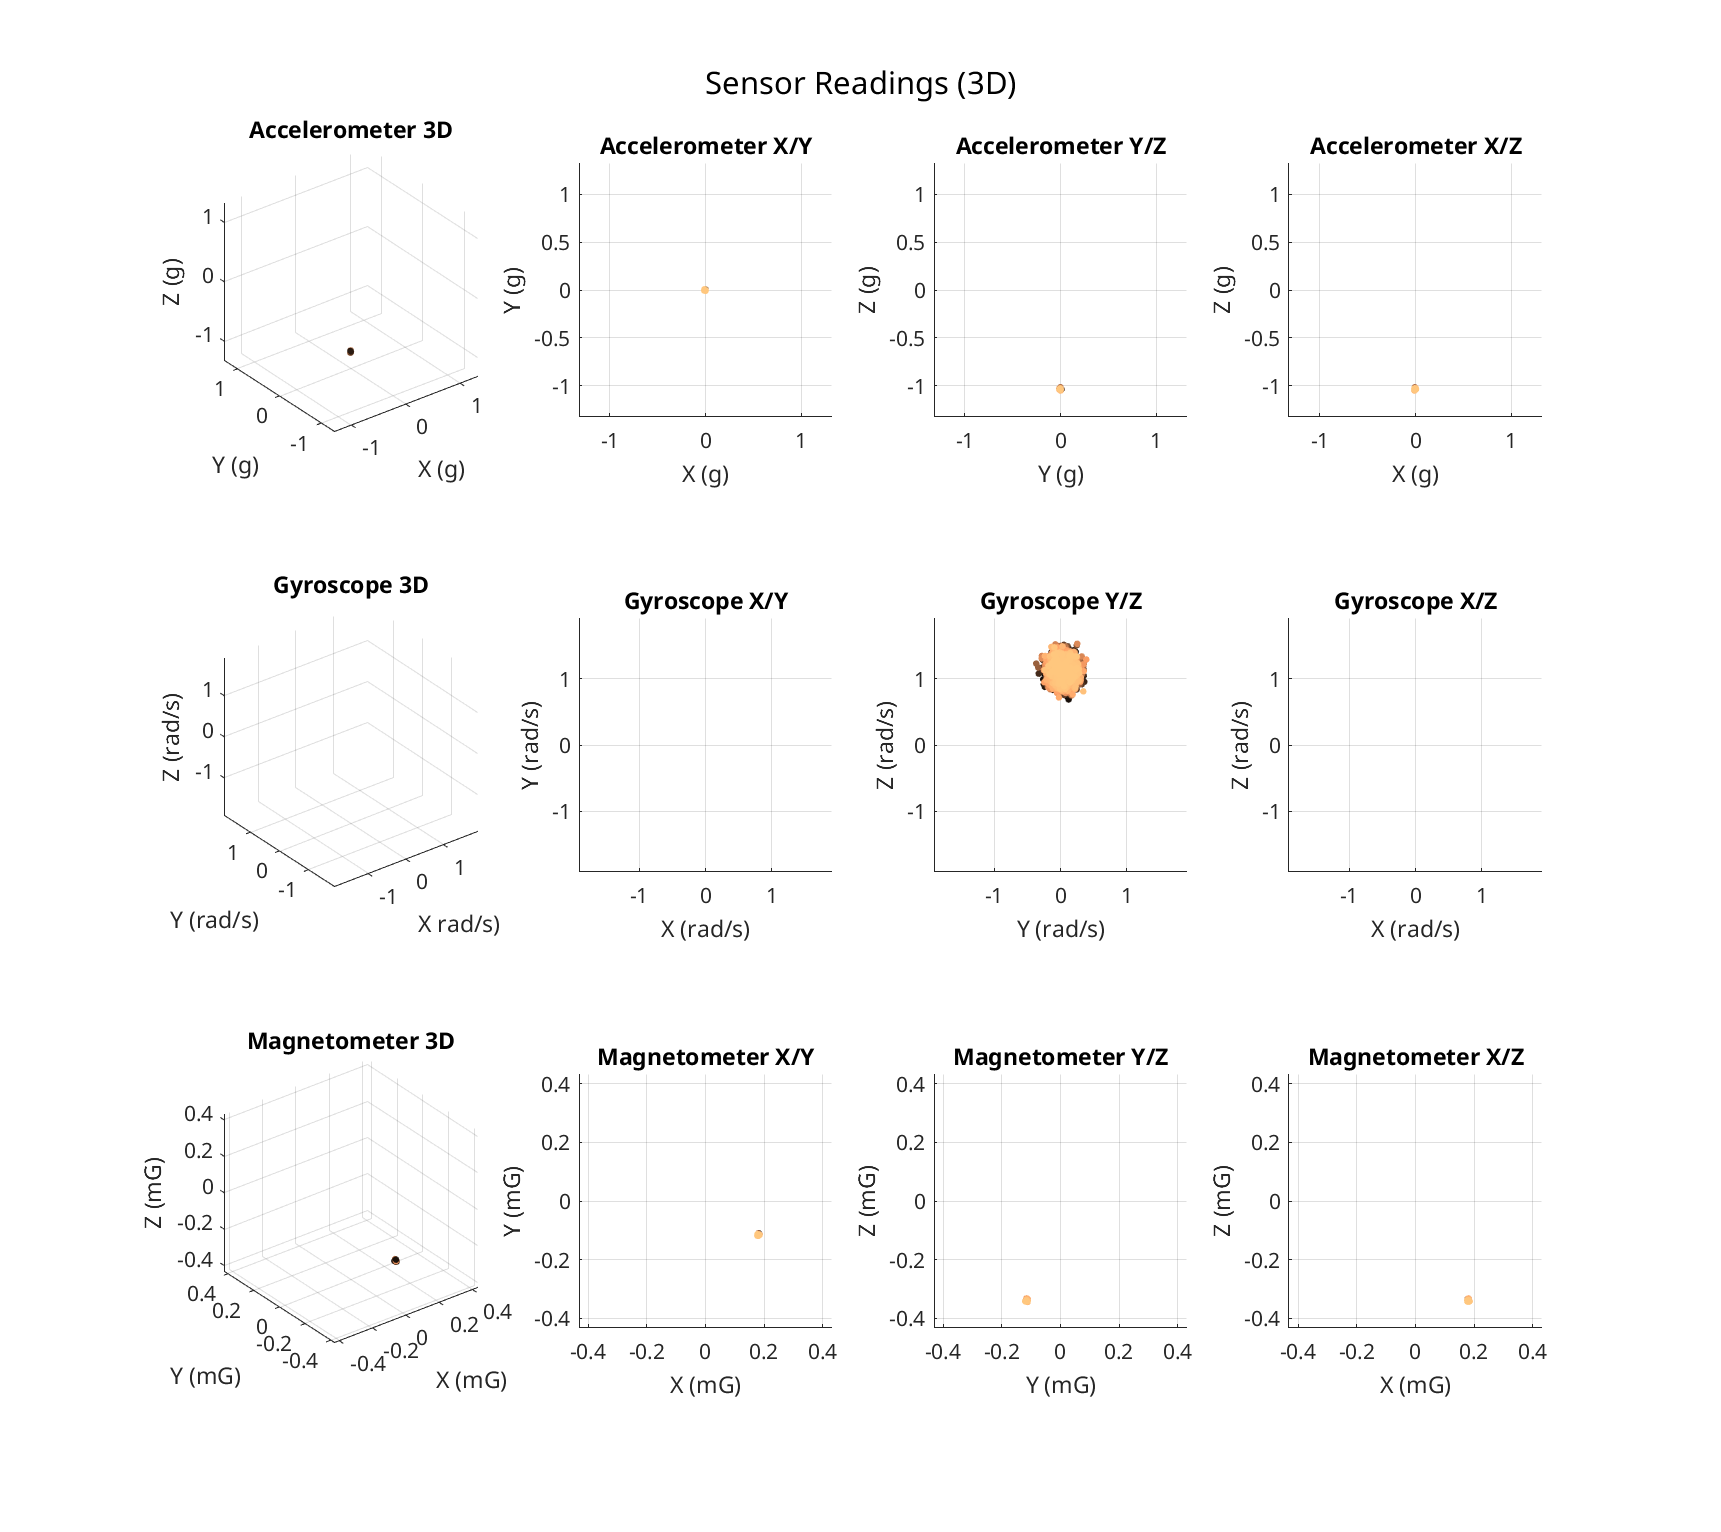 Sensor Readings (3D)
Accelerometer 3D
1
0
-1
Z (g)
1
0
-1
Y (g)
-1
0
1
X (g)
Accelerometer X/Y
1
0.5
0
-0.5
-1
Y (g)
-1
0
1
X (g)
Accelerometer Y/Z
1
0.5
0
-0.5
-1
Z (g)
-1
0
1
Y (g)
Accelerometer X/Z
1
0.5
0
-0.5
-1
Z (g)
-1
0
1
X (g)
Gyroscope 3D
1
0
-1
Z (rad/s)
1
0
-1
Y (rad/s)
-1
0
1
X rad/s)
Gyroscope X/Y
1
0
-1
Y (rad/s)
-1
0
1
X (rad/s)
Gyroscope Y/Z
1
0
-1
Z (rad/s)
-1
0
1
Y (rad/s)
Gyroscope X/Z
1
0
-1
Z (rad/s)
-1
0
1
X (rad/s)
Magnetometer 3D
0.4
0.2
0
-0.2
-0.4
Z (mG)
0.4
0.2
0
-0.2
-0.4
Y (mG)
-0.4
-0.2
0
0.2
0.4
X (mG)
Magnetometer X/Y
0.4
0.2
0
-0.2
-0.4
Y (mG)
-0.4
-0.2
0
0.2
0.4
X (mG)
Magnetometer Y/Z
0.4
0.2
0
-0.2
-0.4
Z (mG)
-0.4
-0.2
0
0.2
0.4
Y (mG)
Magnetometer X/Z
0.4
0.2
0
-0.2
-0.4
Z (mG)
-0.4
-0.2
0
0.2
0.4
X (mG)